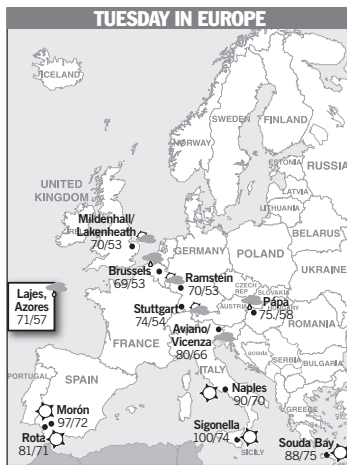 TUESDAY IN EUROPE
ICELAND
SWEDEN
FINLAND
NORWAY
ESTONIA
RUSSIA
LATVIA
LITHUANIA
UNITED
KINGDOM
BELARUS
Mildenhall/
Lakenheath
70/53
GERMANY
POLAND
UKRAINE
Brussels
69/53
Ramstein
70/53
CZECH
REP
SLOVAKIA
Lajes,
Azores
71/57
AUSTRIA
Pápa
75/58
Stuttgart
74/54
ROMANIA
FRANCE
Aviano/
Vicenza
80/66
BOSNIA
SERBIA
BULGARIA
ITALY
PORTUGAL
SPAIN
Naples
90/70
Morón
97/72
GREECE
Rota
81/71
Sigonella
100/74
SICILY
Souda Bay
88/75